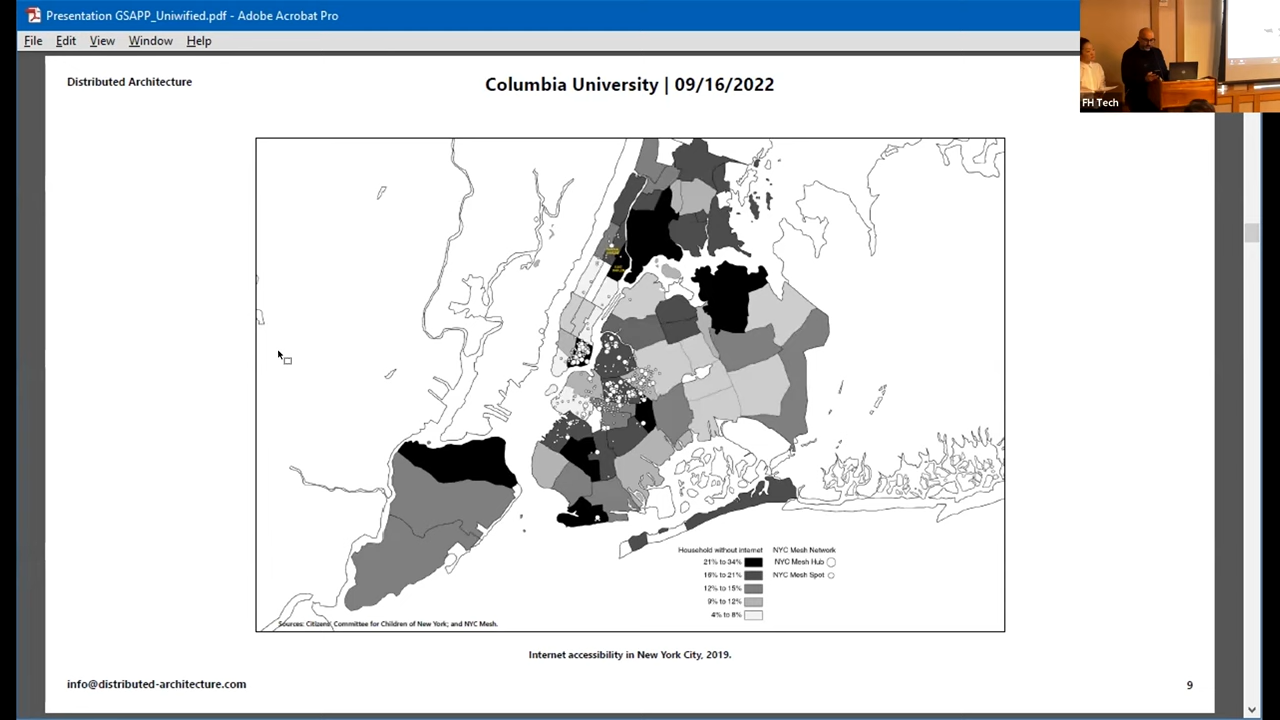 Presentation GSAPP_Uniwified.pdf - Adobe Acrobat Pro
File Edit View Window Help
FH Tech
Distributed Architecture
Columbia University | 09/16/2022
Household without internet
21% to 34%
16% to 21%
12% to 15%
9% to 12%
4% to 8%
NYC Mesh Network
NYC Mesh Hub
NYC Mesh Spot
Sources: Citizens' Committee for Children of New York; and NYC Mesh.
Internet accessibility in New York City, 2019.
info@distributed-architecture.com
9